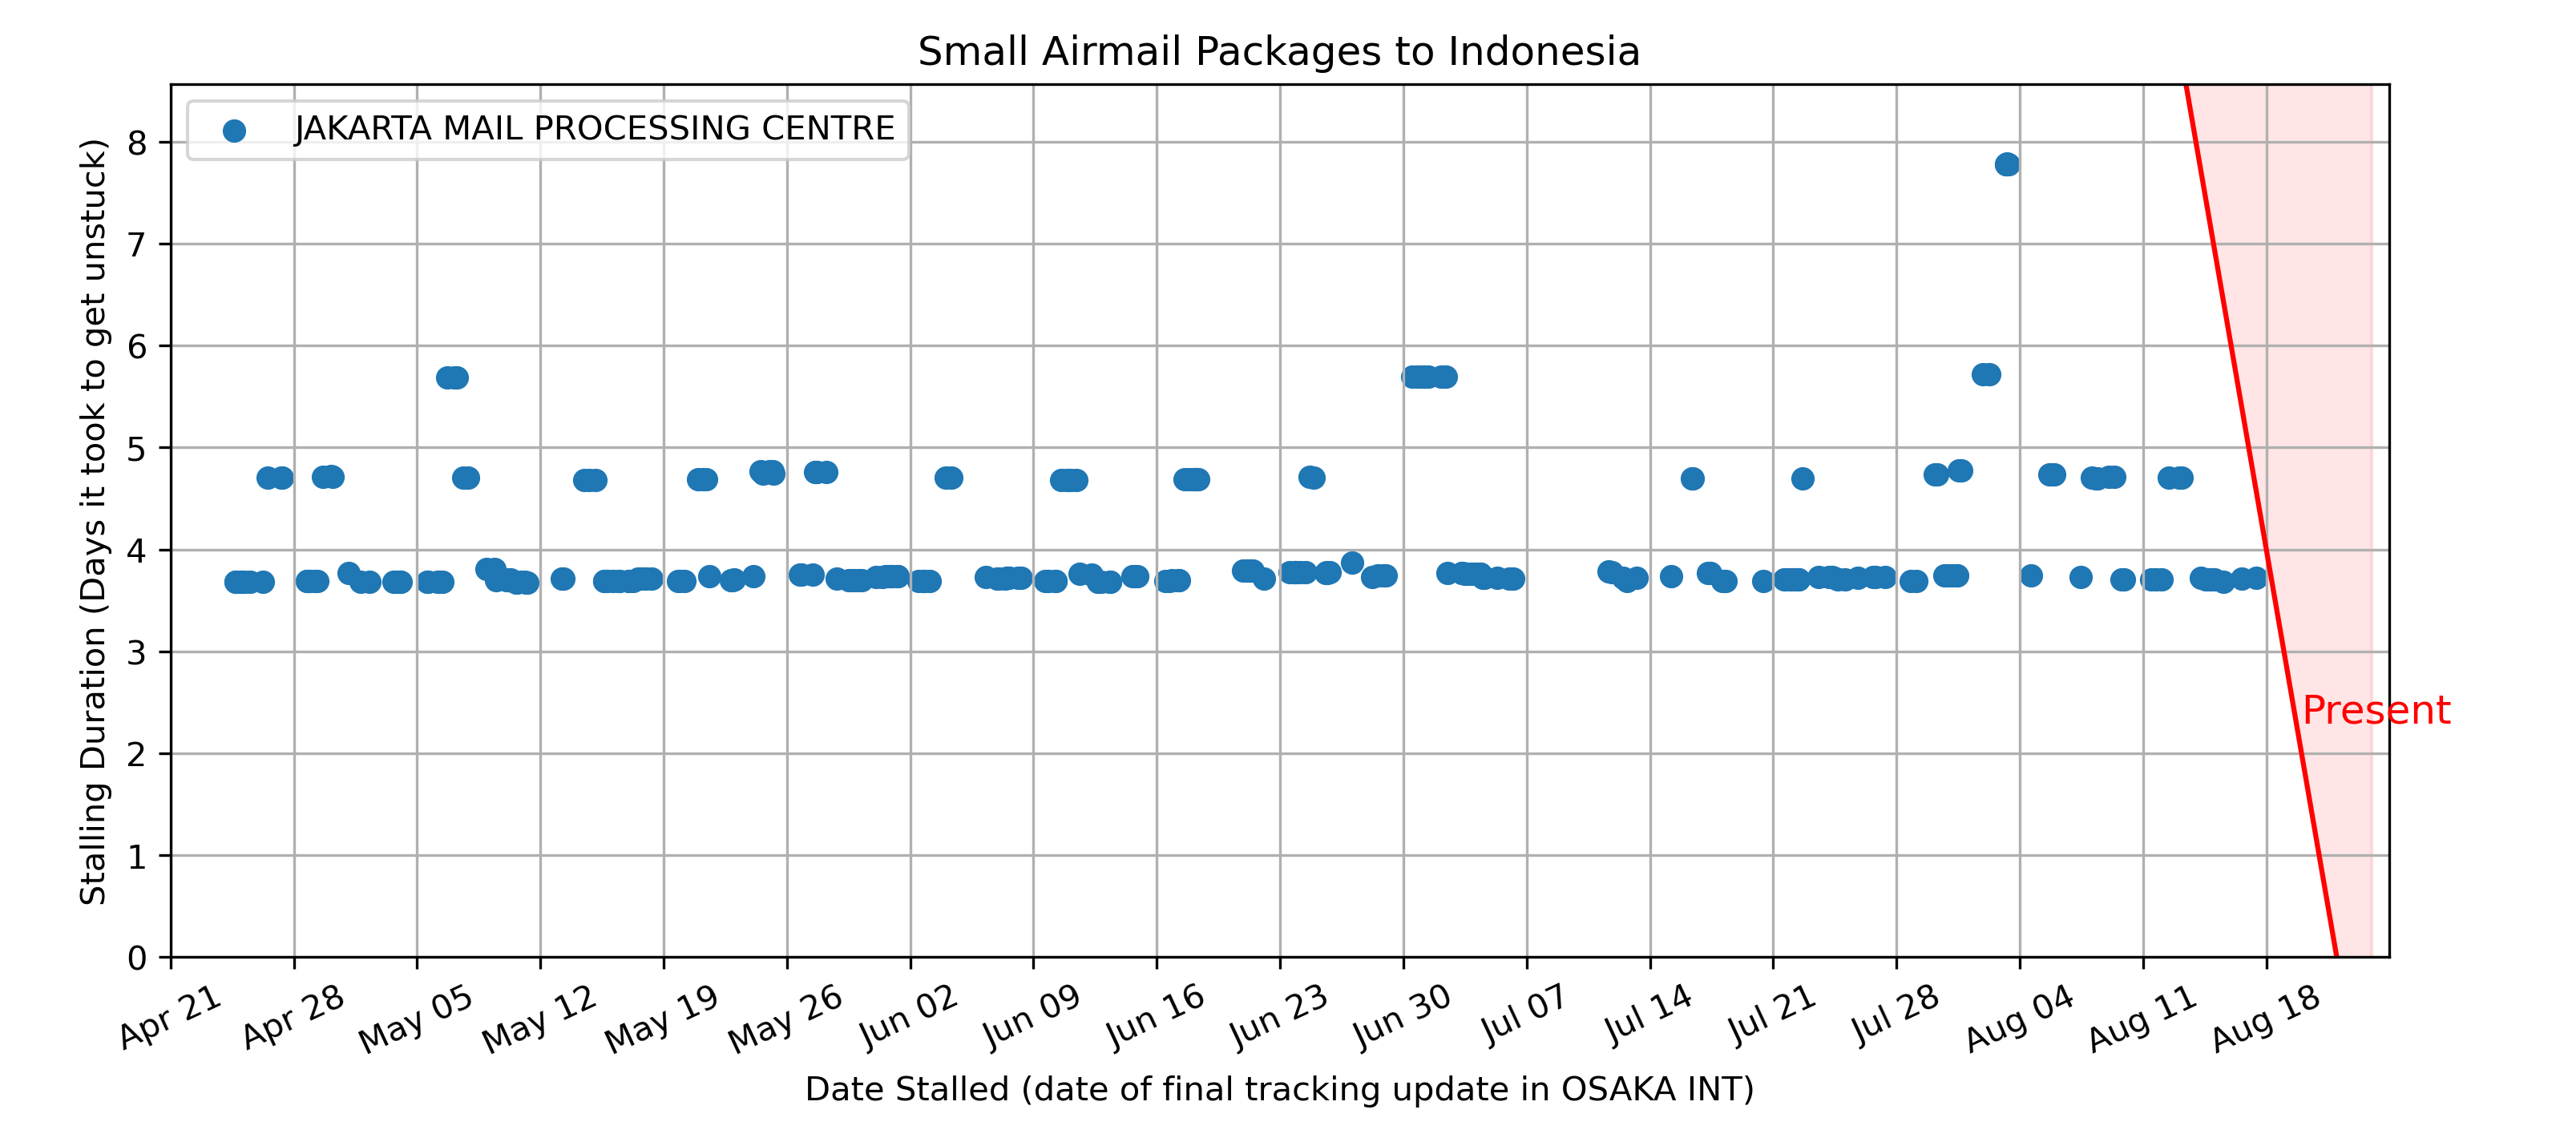 Small Airmail Packages to Indonesia
JAKARTA MAIL PROCESSING CENTRE
Stalling Duration (Days it took to get unstuck)
8
7
6
5
4
3
2
1
0
Present
Apr 21
Apr 28
May 05
May 12
May 19
May 26
Jun 02
Jun 09
Jun 16
Jun 23
Jun 30
Jul 07
Jul 14
Jul 21
Jul 28
Aug 04
Aug 11
Aug 18
Date Stalled (date of final tracking update in OSAKA INT)